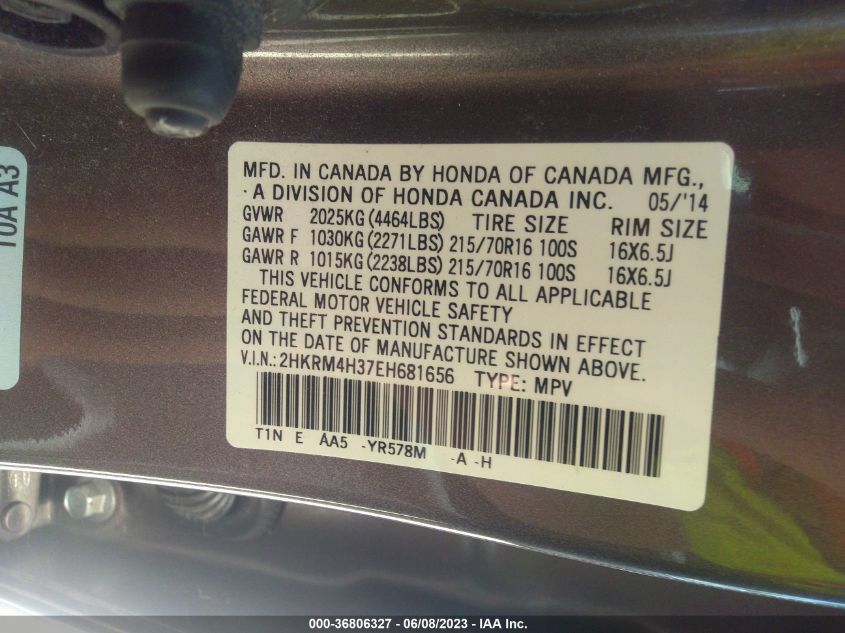 10A A3
MFD. IN CANADA BY HONDA OF CANADA MFG.,
A DIVISION OF HONDA CANADA INC. 05/'14
GVWR 2025KG (4464LBS) TIRE SIZE RIM SIZE
GAWR F 1030KG (2271LBS) 215/70R16 100S 16X6.5J
GAWR R 1015KG (2238LBS) 215/70R16 100S 16X6.5J
THIS VEHICLE CONFORMS TO ALL APPLICABLE
FEDERAL MOTOR VEHICLE SAFETY
AND THEFT PREVENTION STANDARDS IN EFFECT
ON THE DATE OF MANUFACTURE SHOWN ABOVE.
V.I.N.: 2HKRM4H37EH681656 TYPE: MPV
T1N E AA5 -YR578M -A -H
000-36806327 - 06/08/2023 - IAA Inc.